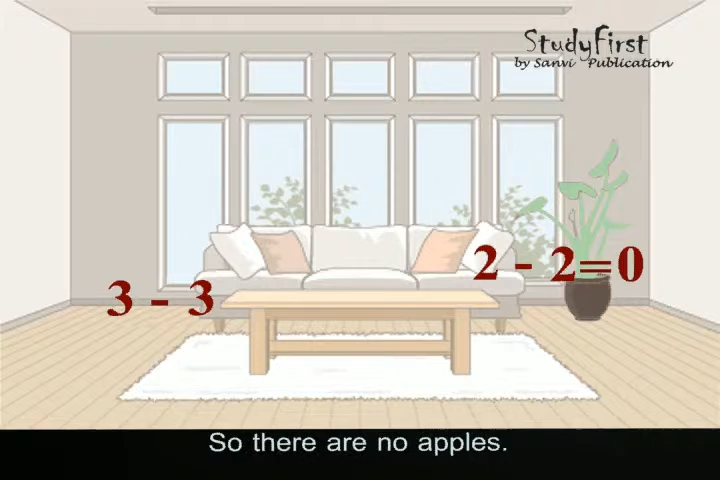 StudyFirst
by Sanvi Publication
2 - 2=0
3 - 3
So there are no apples.